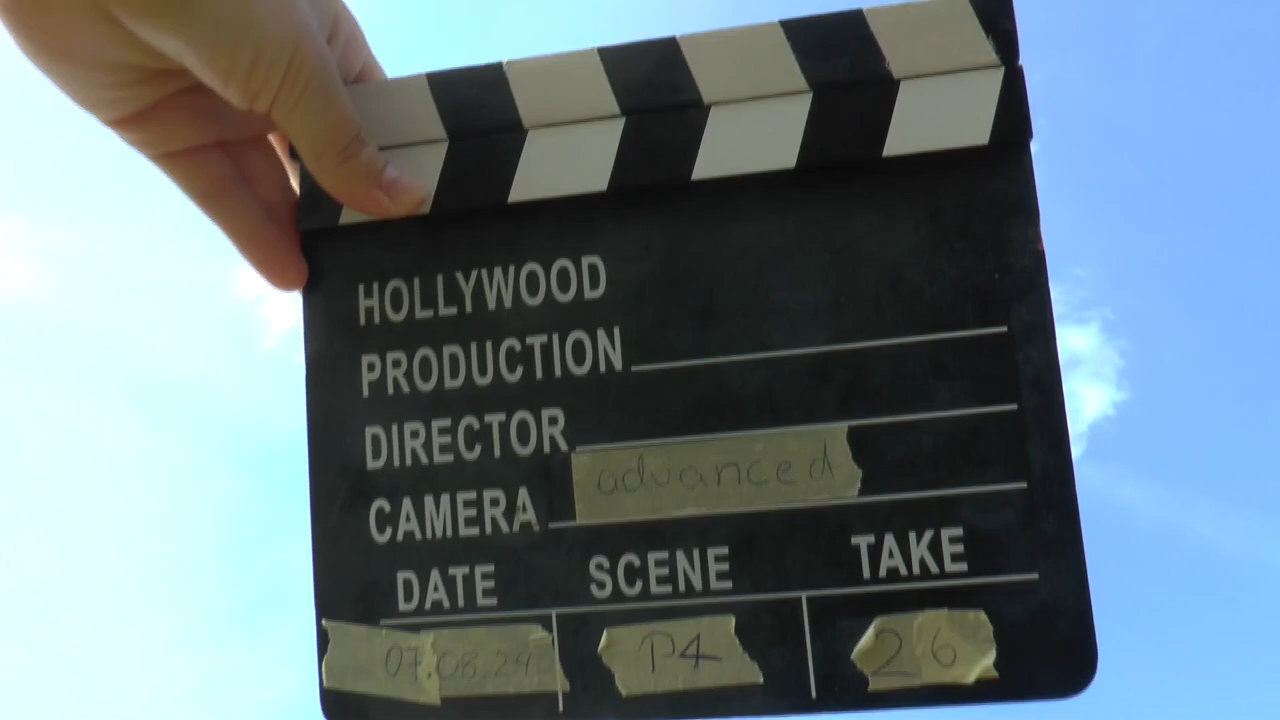 HOLLYWOOD
PRODUCTION
DIRECTOR
CAMERA advanced
DATE SCENE TAKE
07.08.24 P4 26